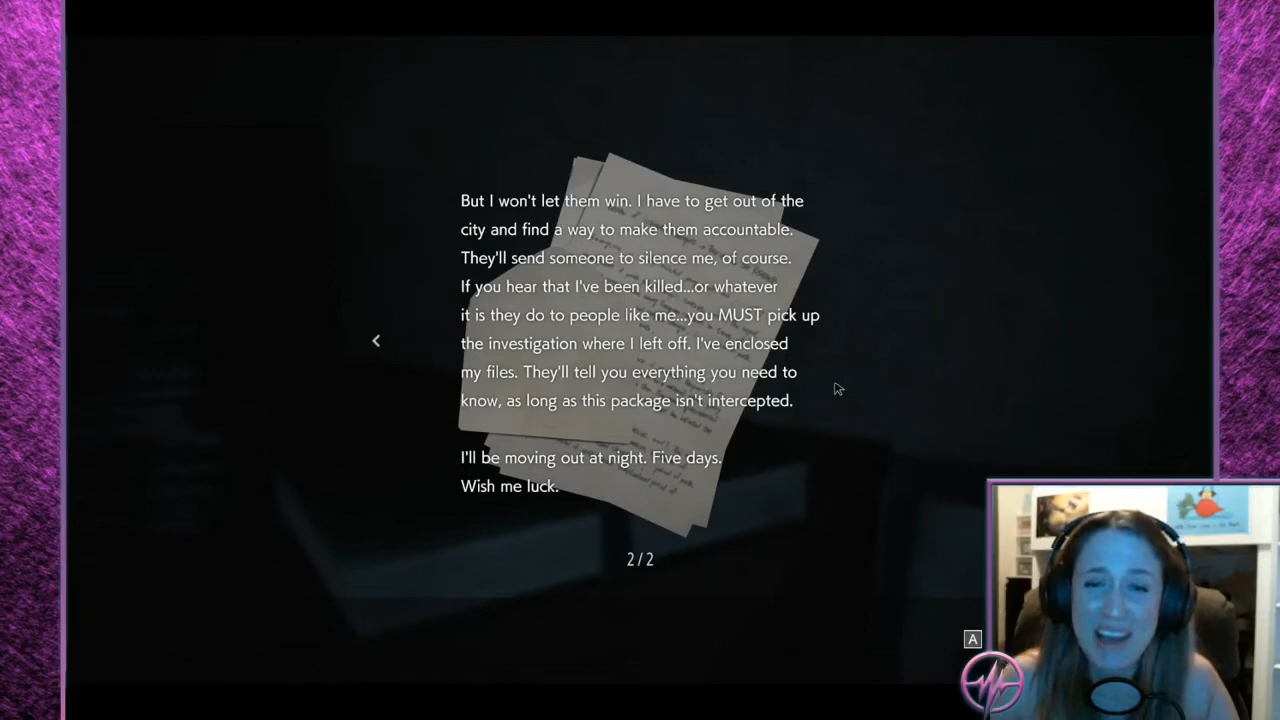 But I won't let them win. I have to get out of the
city and find a way to make them accountable.
They'll send someone to silence me, of course.
If you hear that I've been killed...or whatever
it is they do to people like me...you MUST pick up
the investigation where I left off. I've enclosed
my files. They'll tell you everything you need to
know, as long as this package isn't intercepted.
I'll be moving out at night. Five days.
Wish me luck.
2/2
A